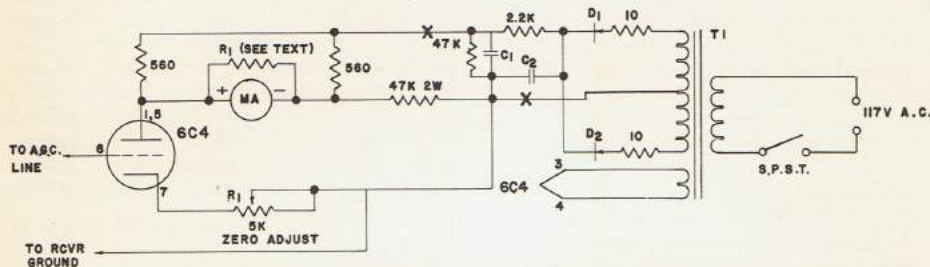 2.2K
D1
10
T1
47K
R1 (SEE TEXT)
C1
C2
560
560
+
MA
-
47K 2W
1,5
6C4
TO A.G.C.
LINE
6
117V A.C.
D2
10
S.P.S.T.
3
6C4
4
7
R1
5K
ZERO ADJUST
TO RCVR
GROUND